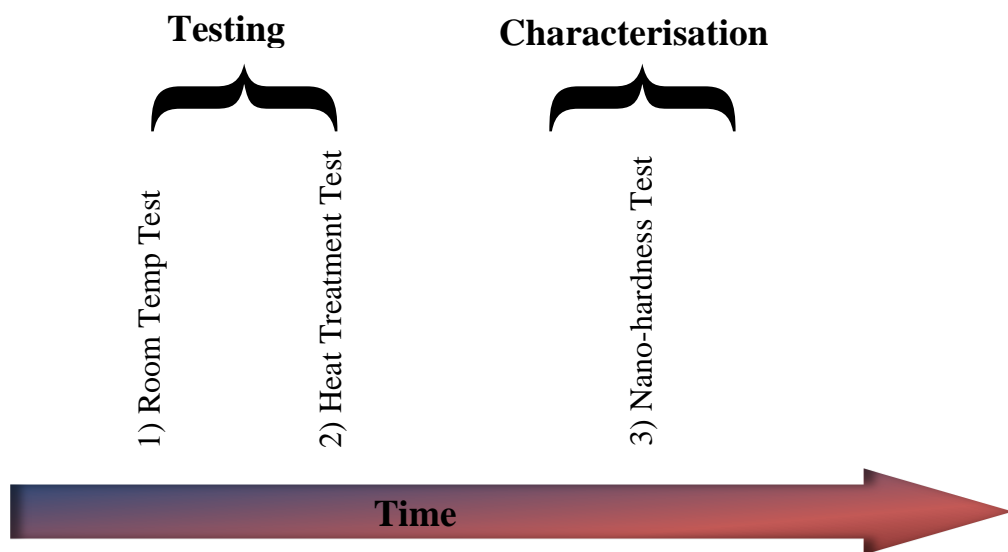 Testing
Characterisation
1) Room Temp Test
2) Heat Treatment Test
3) Nano-hardness Test
Time